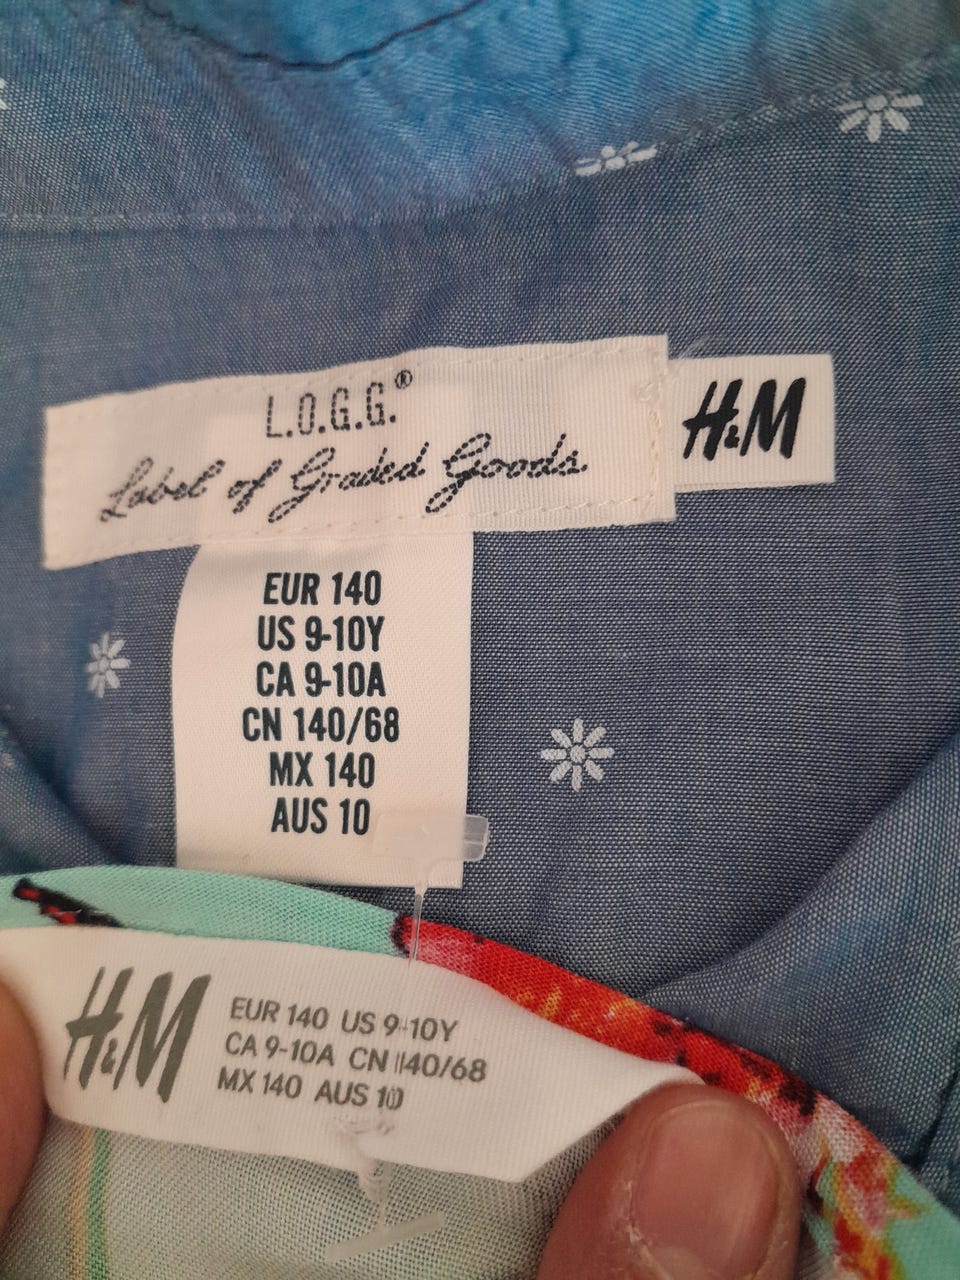 L.O.G.G.®
Label of Graded Goods
H&M
EUR 140
US 9-10Y
CA 9-10A
CN 140/68
MX 140
AUS 10
H&M
EUR 140 US 9-10Y
CA 9-10A CN 140/68
MX 140 AUS 10